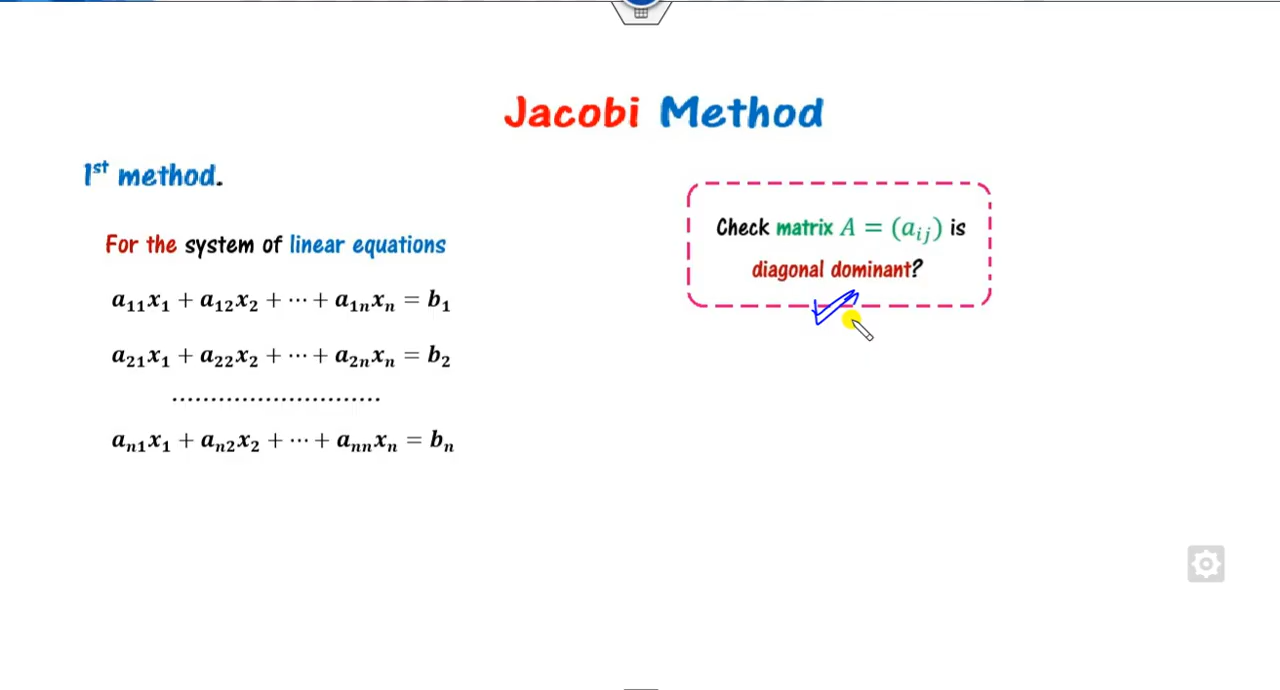 Jacobi Method
1st method.
For the system of linear equations
a₁₁x₁ + a₁₂x₂ + ⋯ + a₁ₙxₙ = b₁
a₂₁x₁ + a₂₂x₂ + ⋯ + a₂ₙxₙ = b₂
...........................
aₙ₁x₁ + aₙ₂x₂ + ⋯ + aₙₙxₙ = bₙ
Check matrix A = (aᵢⱼ) is
diagonal dominant?